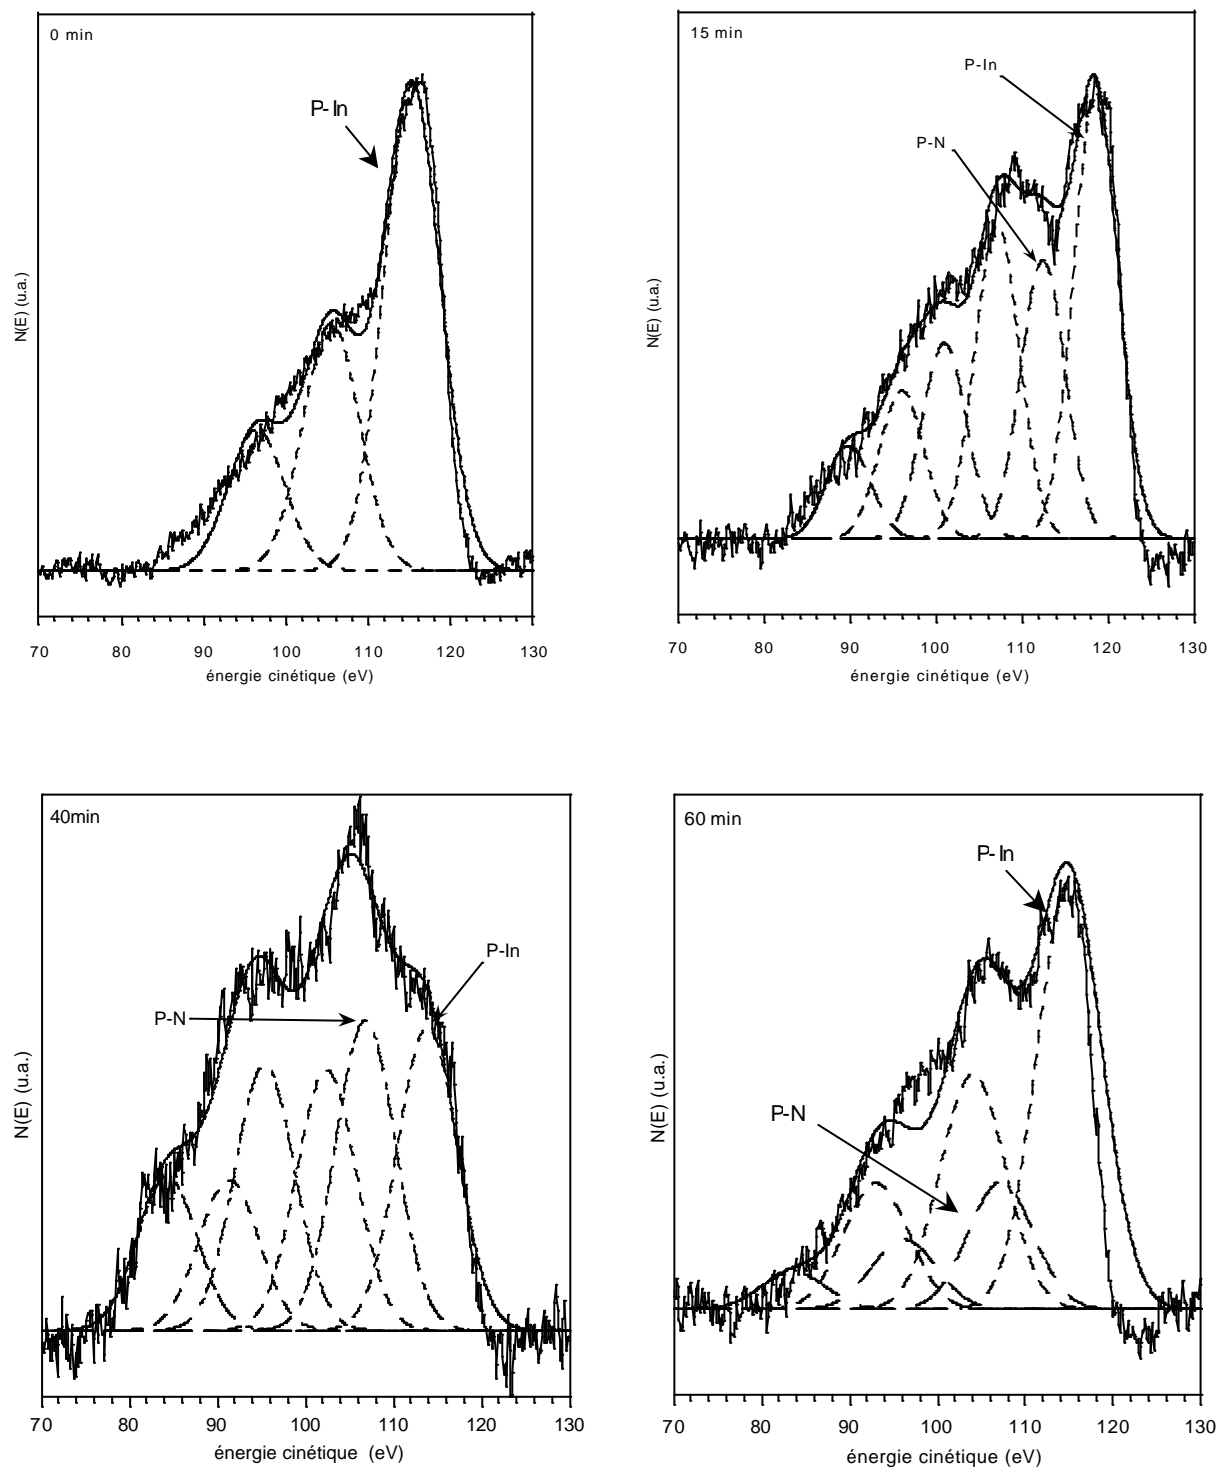 0 min
P-In
N(E) (u.a.)
70 80 90 100 110 120 130
énergie cinétique (eV)
15 min
P-In
P-N
N(E) (u.a.)
70 80 90 100 110 120 130
énergie cinétique (eV)
40min
P-In
P-N
N(E) (u.a.)
70 80 90 100 110 120 130
énergie cinétique (eV)
60 min
P-In
P-N
N(E) (u.a.)
70 80 90 100 110 120 130
énergie cinétique (eV)